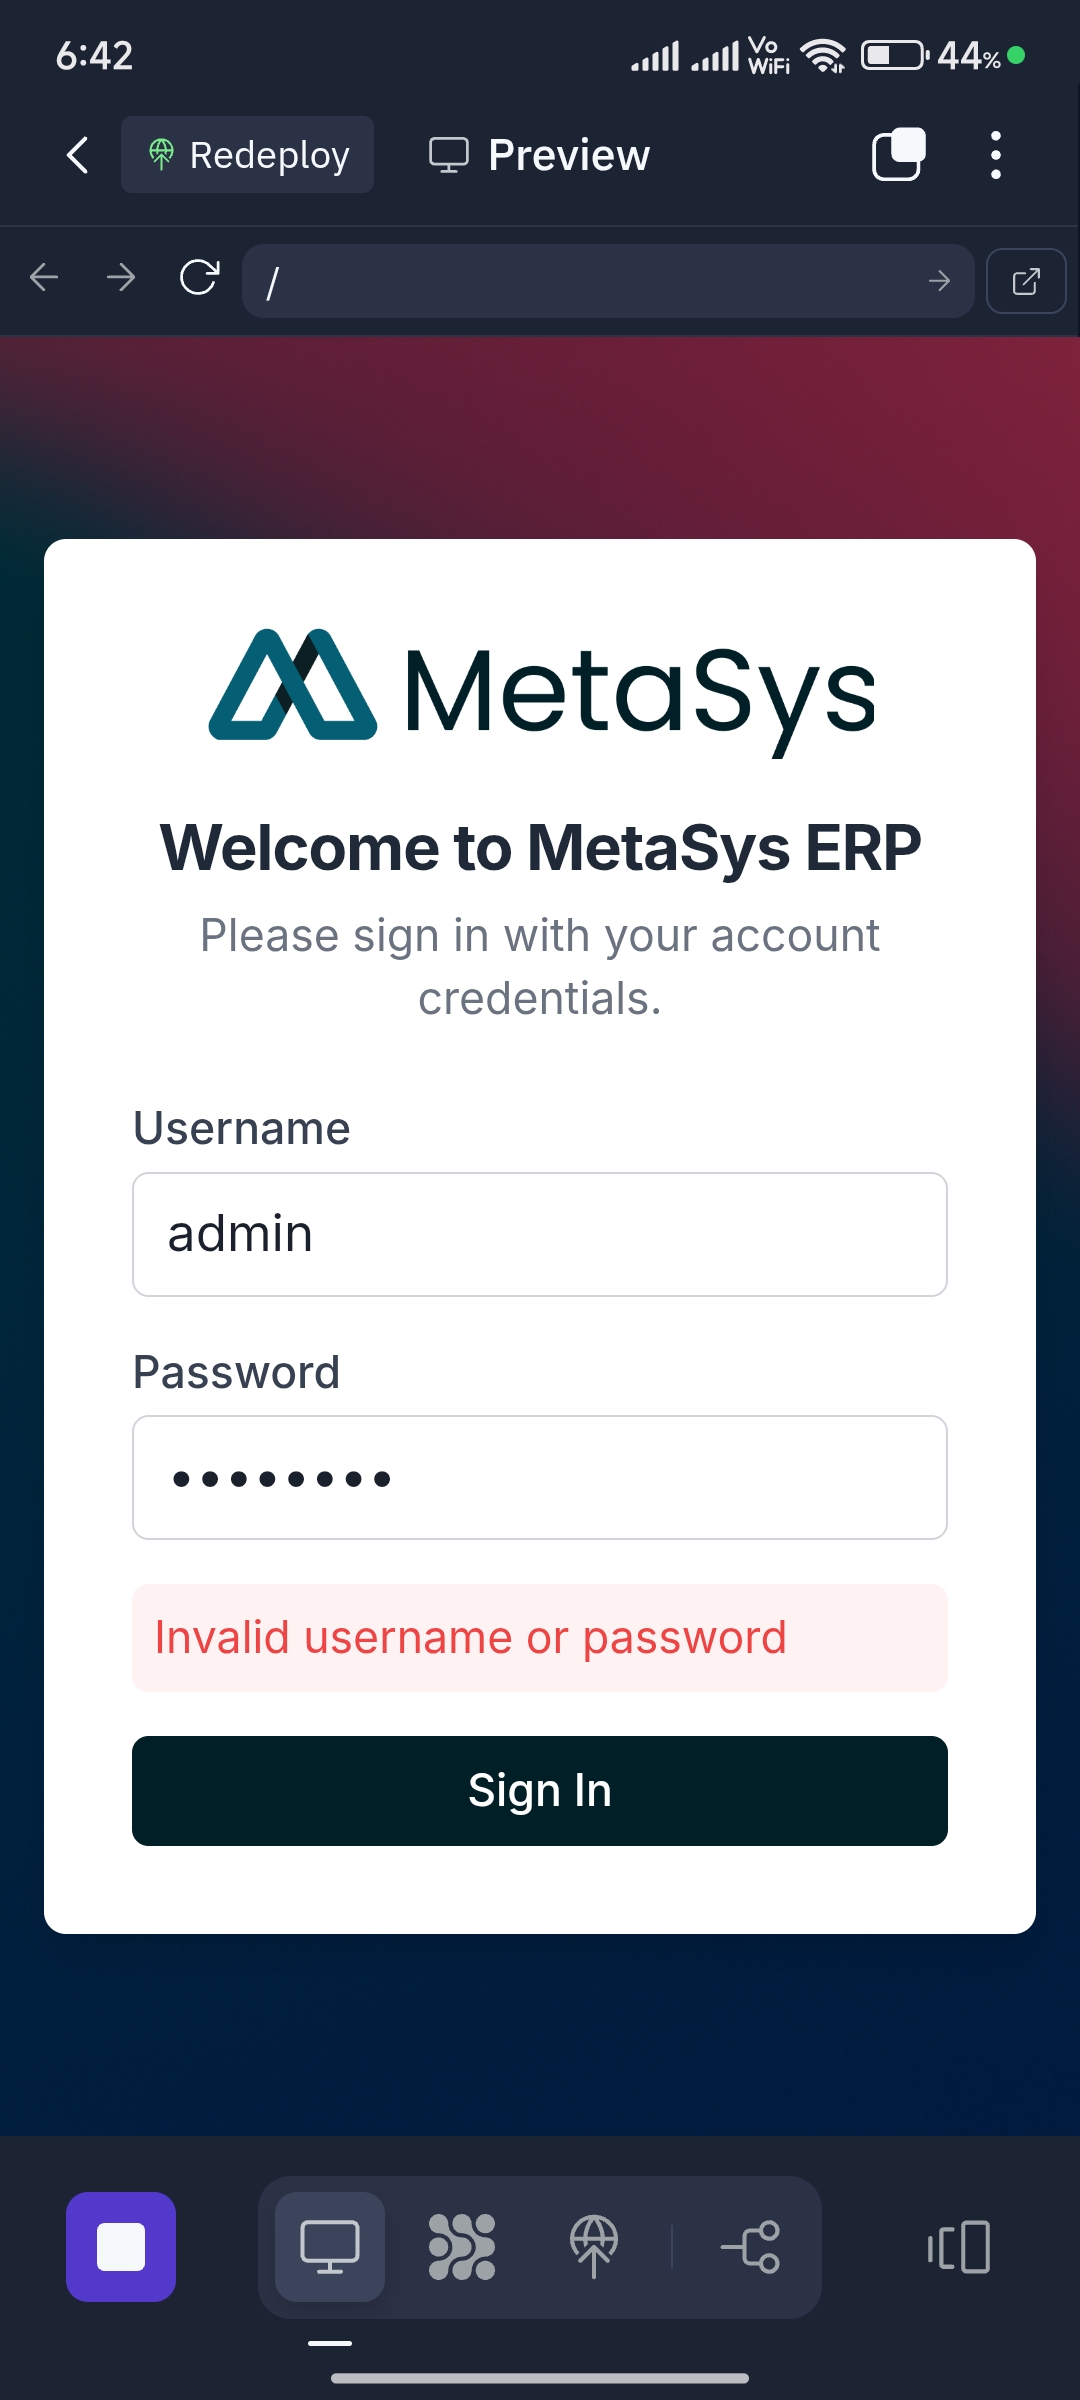 6:42
Vo
WiFi
44%
Redeploy
Preview
/
MetaSys
Welcome to MetaSys ERP
Please sign in with your account
credentials.
Username
admin
Password
Invalid username or password
Sign In